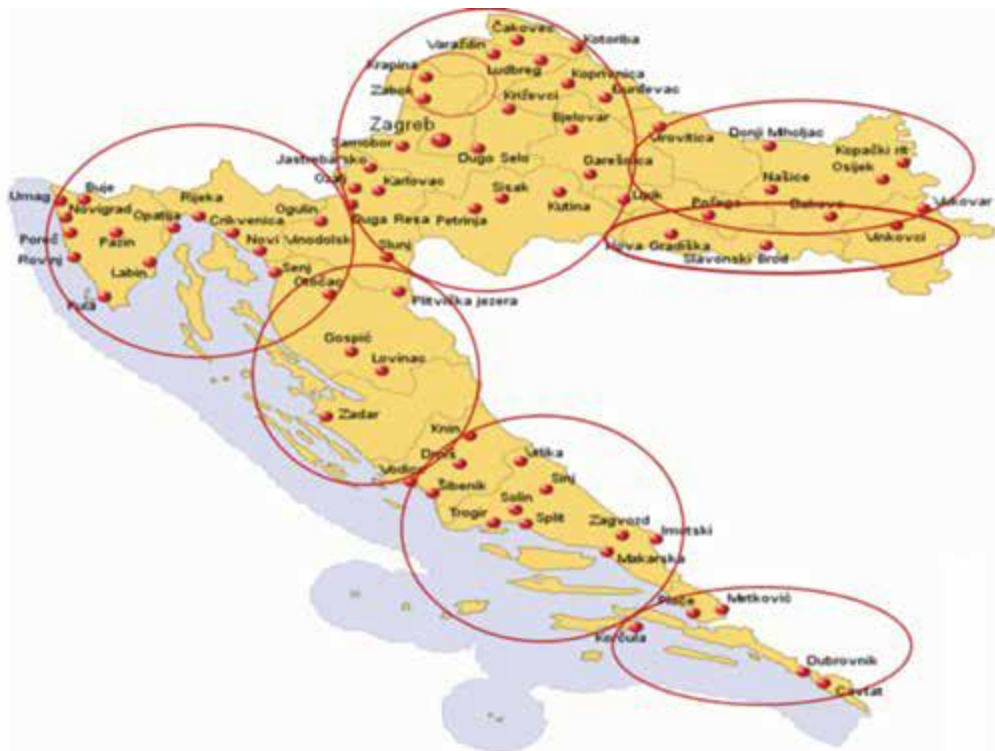 Čakovec
Kotoriba
Varaždin
Ludbreg
Krapina
Koprivnica
Zabok
Križevci
Đurđevac
Bjelovar
Virovitica
Zagreb
Donji Miholjac
Samobor
Dugo Selo
Kopački rit
Jastrebarsko
Garešnica
Osijek
Ozalj
Karlovac
Sisak
Našice
Umag
Buje
Rijeka
Kutina
Lipik
Novigrad
Ogulin
Duga Resa
Petrinja
Požega
Đakovo
Vukovar
Opatija
Crikvenica
Poreč
Pazin
Novi Vinodolski
Slunj
Nova Gradiška
Vinkovci
Rovinj
Labin
Senj
Slavonski Brod
Otočac
Pula
Plitvička jezera
Gospić
Lovinac
Zadar
Knin
Drniš
Vrlika
Vodice
Šibenik
Sinj
Solin
Trogir
Split
Zagvozd
Imotski
Makarska
Ploče
Metković
Korčula
Dubrovnik
Cavtat